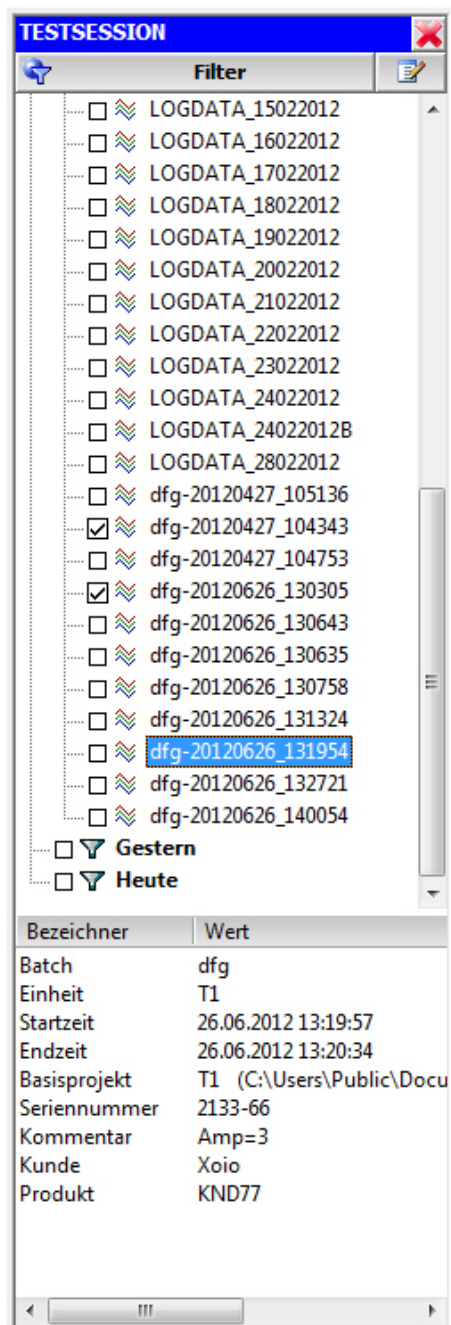 TESTSESSION
Filter
LOGDATA_15022012
LOGDATA_16022012
LOGDATA_17022012
LOGDATA_18022012
LOGDATA_19022012
LOGDATA_20022012
LOGDATA_21022012
LOGDATA_22022012
LOGDATA_23022012
LOGDATA_24022012
LOGDATA_24022012B
LOGDATA_28022012
dfg-20120427_105136
dfg-20120427_104343
dfg-20120427_104753
dfg-20120626_130305
dfg-20120626_130643
dfg-20120626_130635
dfg-20120626_130758
dfg-20120626_131324
dfg-20120626_131954
dfg-20120626_132721
dfg-20120626_140054
Gestern
Heute
Bezeichner Wert
Batch dfg
Einheit T1
Startzeit 26.06.2012 13:19:57
Endzeit 26.06.2012 13:20:34
Basisprojekt T1 (C:\Users\Public\Docu
Seriennummer 2133-66
Kommentar Amp=3
Kunde Xoio
Produkt KND77